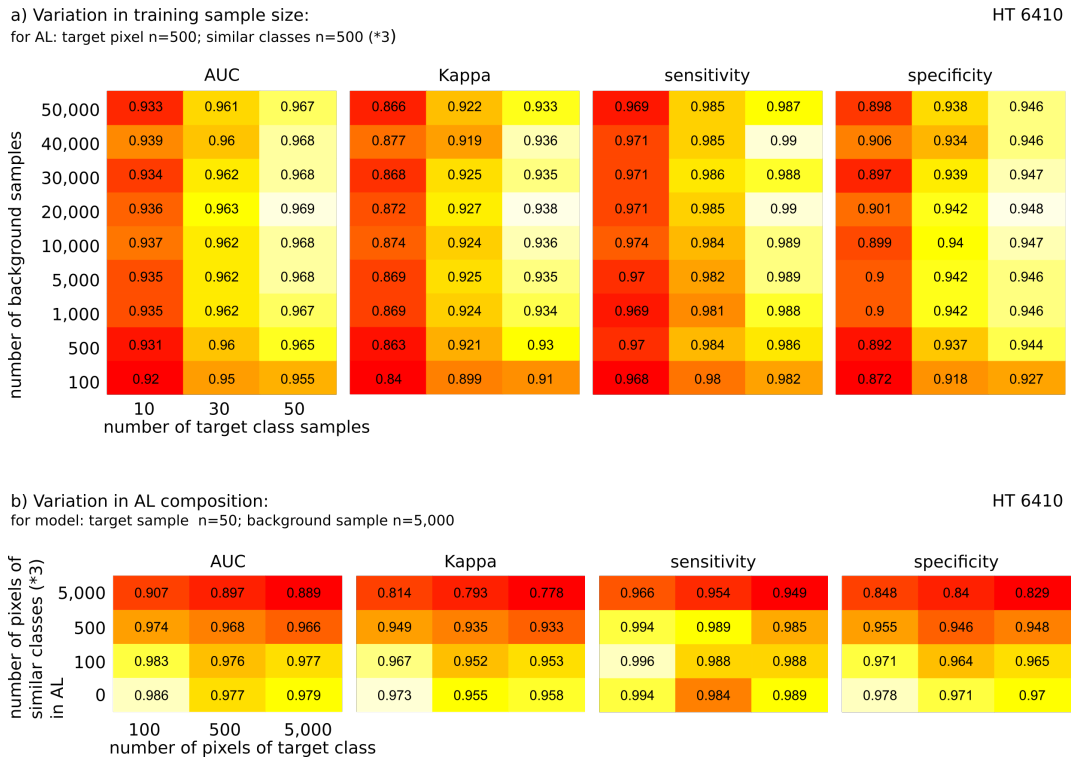 a) Variation in training sample size: HT 6410
for AL: target pixel n=500; similar classes n=500 (*3)
AUC Kappa sensitivity specificity
number of background samples
50,000 0.933 0.961 0.967 0.866 0.922 0.933 0.969 0.985 0.987 0.898 0.938 0.946
40,000 0.939 0.96 0.968 0.877 0.919 0.936 0.971 0.985 0.99 0.906 0.934 0.946
30,000 0.934 0.962 0.968 0.868 0.925 0.935 0.971 0.986 0.988 0.897 0.939 0.947
20,000 0.936 0.963 0.969 0.872 0.927 0.938 0.971 0.985 0.99 0.901 0.942 0.948
10,000 0.937 0.962 0.968 0.874 0.924 0.936 0.974 0.984 0.989 0.899 0.94 0.947
5,000 0.935 0.962 0.968 0.869 0.925 0.935 0.97 0.982 0.989 0.9 0.942 0.946
1,000 0.935 0.962 0.967 0.869 0.924 0.934 0.969 0.981 0.988 0.9 0.942 0.946
500 0.931 0.96 0.965 0.863 0.921 0.93 0.97 0.984 0.986 0.892 0.937 0.944
100 0.92 0.95 0.955 0.84 0.899 0.91 0.968 0.98 0.982 0.872 0.918 0.927
10 30 50
number of target class samples
b) Variation in AL composition: HT 6410
for model: target sample n=50; background sample n=5,000
AUC Kappa sensitivity specificity
number of pixels of
similar classes (*3)
in AL
5,000 0.907 0.897 0.889 0.814 0.793 0.778 0.966 0.954 0.949 0.848 0.84 0.829
500 0.974 0.968 0.966 0.949 0.935 0.933 0.994 0.989 0.985 0.955 0.946 0.948
100 0.983 0.976 0.977 0.967 0.952 0.953 0.996 0.988 0.988 0.971 0.964 0.965
0 0.986 0.977 0.979 0.973 0.955 0.958 0.994 0.984 0.989 0.978 0.971 0.97
100 500 5,000
number of pixels of target class